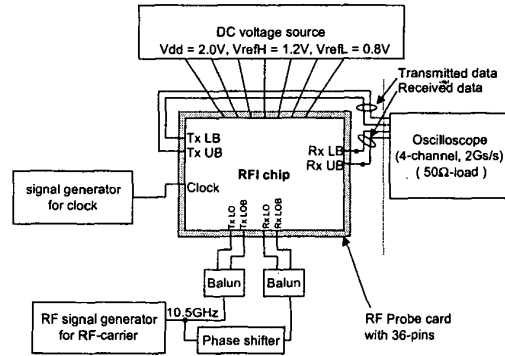 DC voltage source
Vdd = 2.0V, VrefH = 1.2V, VrefL = 0.8V
Transmitted data
Received data
Tx LB
Tx UB
Rx LB
Rx UB
Oscilloscope
(4-channel, 2Gs/s)
( 50Ω-load )
RFI chip
Clock
signal generator
for clock
Tx LO
Tx LOB
Rx LO
Rx LOB
Balun
Balun
10.5GHz
RF signal generator
for RF-carrier
Phase shifter
RF Probe card
with 36-pins